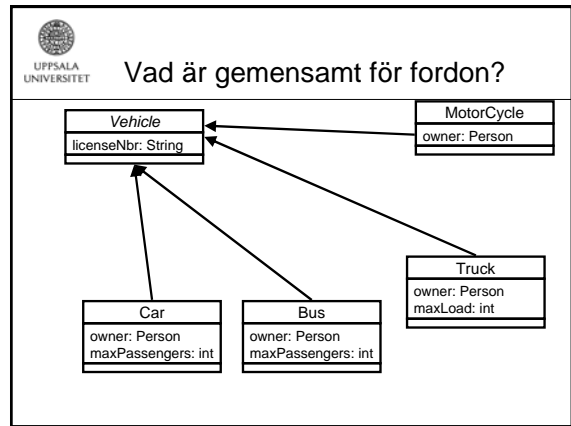 UPPSALA
UNIVERSITET
Vad är gemensamt för fordon?
Vehicle
licenseNbr: String
MotorCycle
owner: Person
Truck
owner: Person
maxLoad: int
Car
owner: Person
maxPassengers: int
Bus
owner: Person
maxPassengers: int